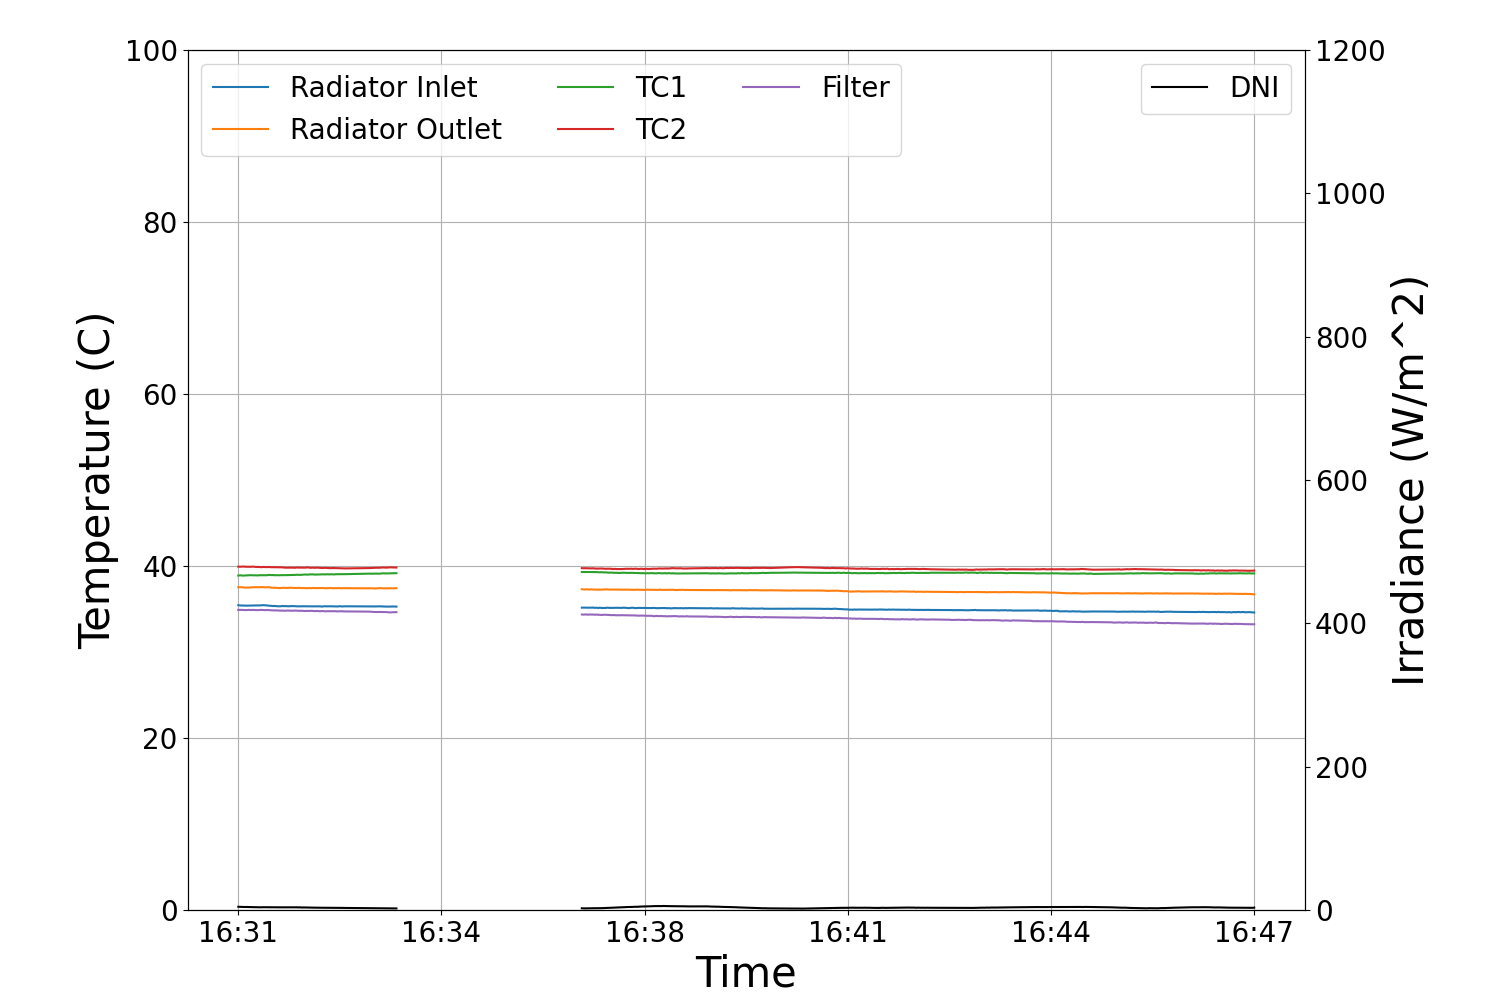 Radiator Inlet
Radiator Outlet
TC1
TC2
Filter
DNI
Temperature (C)
100
80
60
40
20
0
Irradiance (W/m^2)
1200
1000
800
600
400
200
0
16:31
16:34
16:38
16:41
16:44
16:47
Time